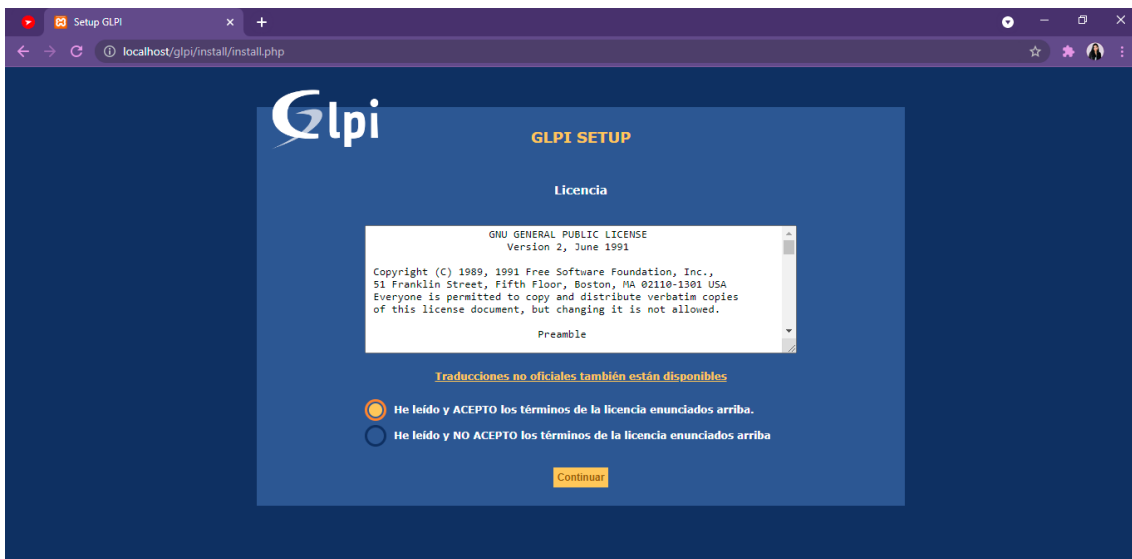 Setup GLPI
localhost/glpi/install/install.php
Glpi
GLPI SETUP
Licencia
GNU GENERAL PUBLIC LICENSE
Version 2, June 1991
Copyright (C) 1989, 1991 Free Software Foundation, Inc.,
51 Franklin Street, Fifth Floor, Boston, MA 02110-1301 USA
Everyone is permitted to copy and distribute verbatim copies
of this license document, but changing it is not allowed.
Preamble
Traducciones no oficiales también están disponibles
He leído y ACEPTO los términos de la licencia enunciados arriba.
He leído y NO ACEPTO los términos de la licencia enunciados arriba
Continuar